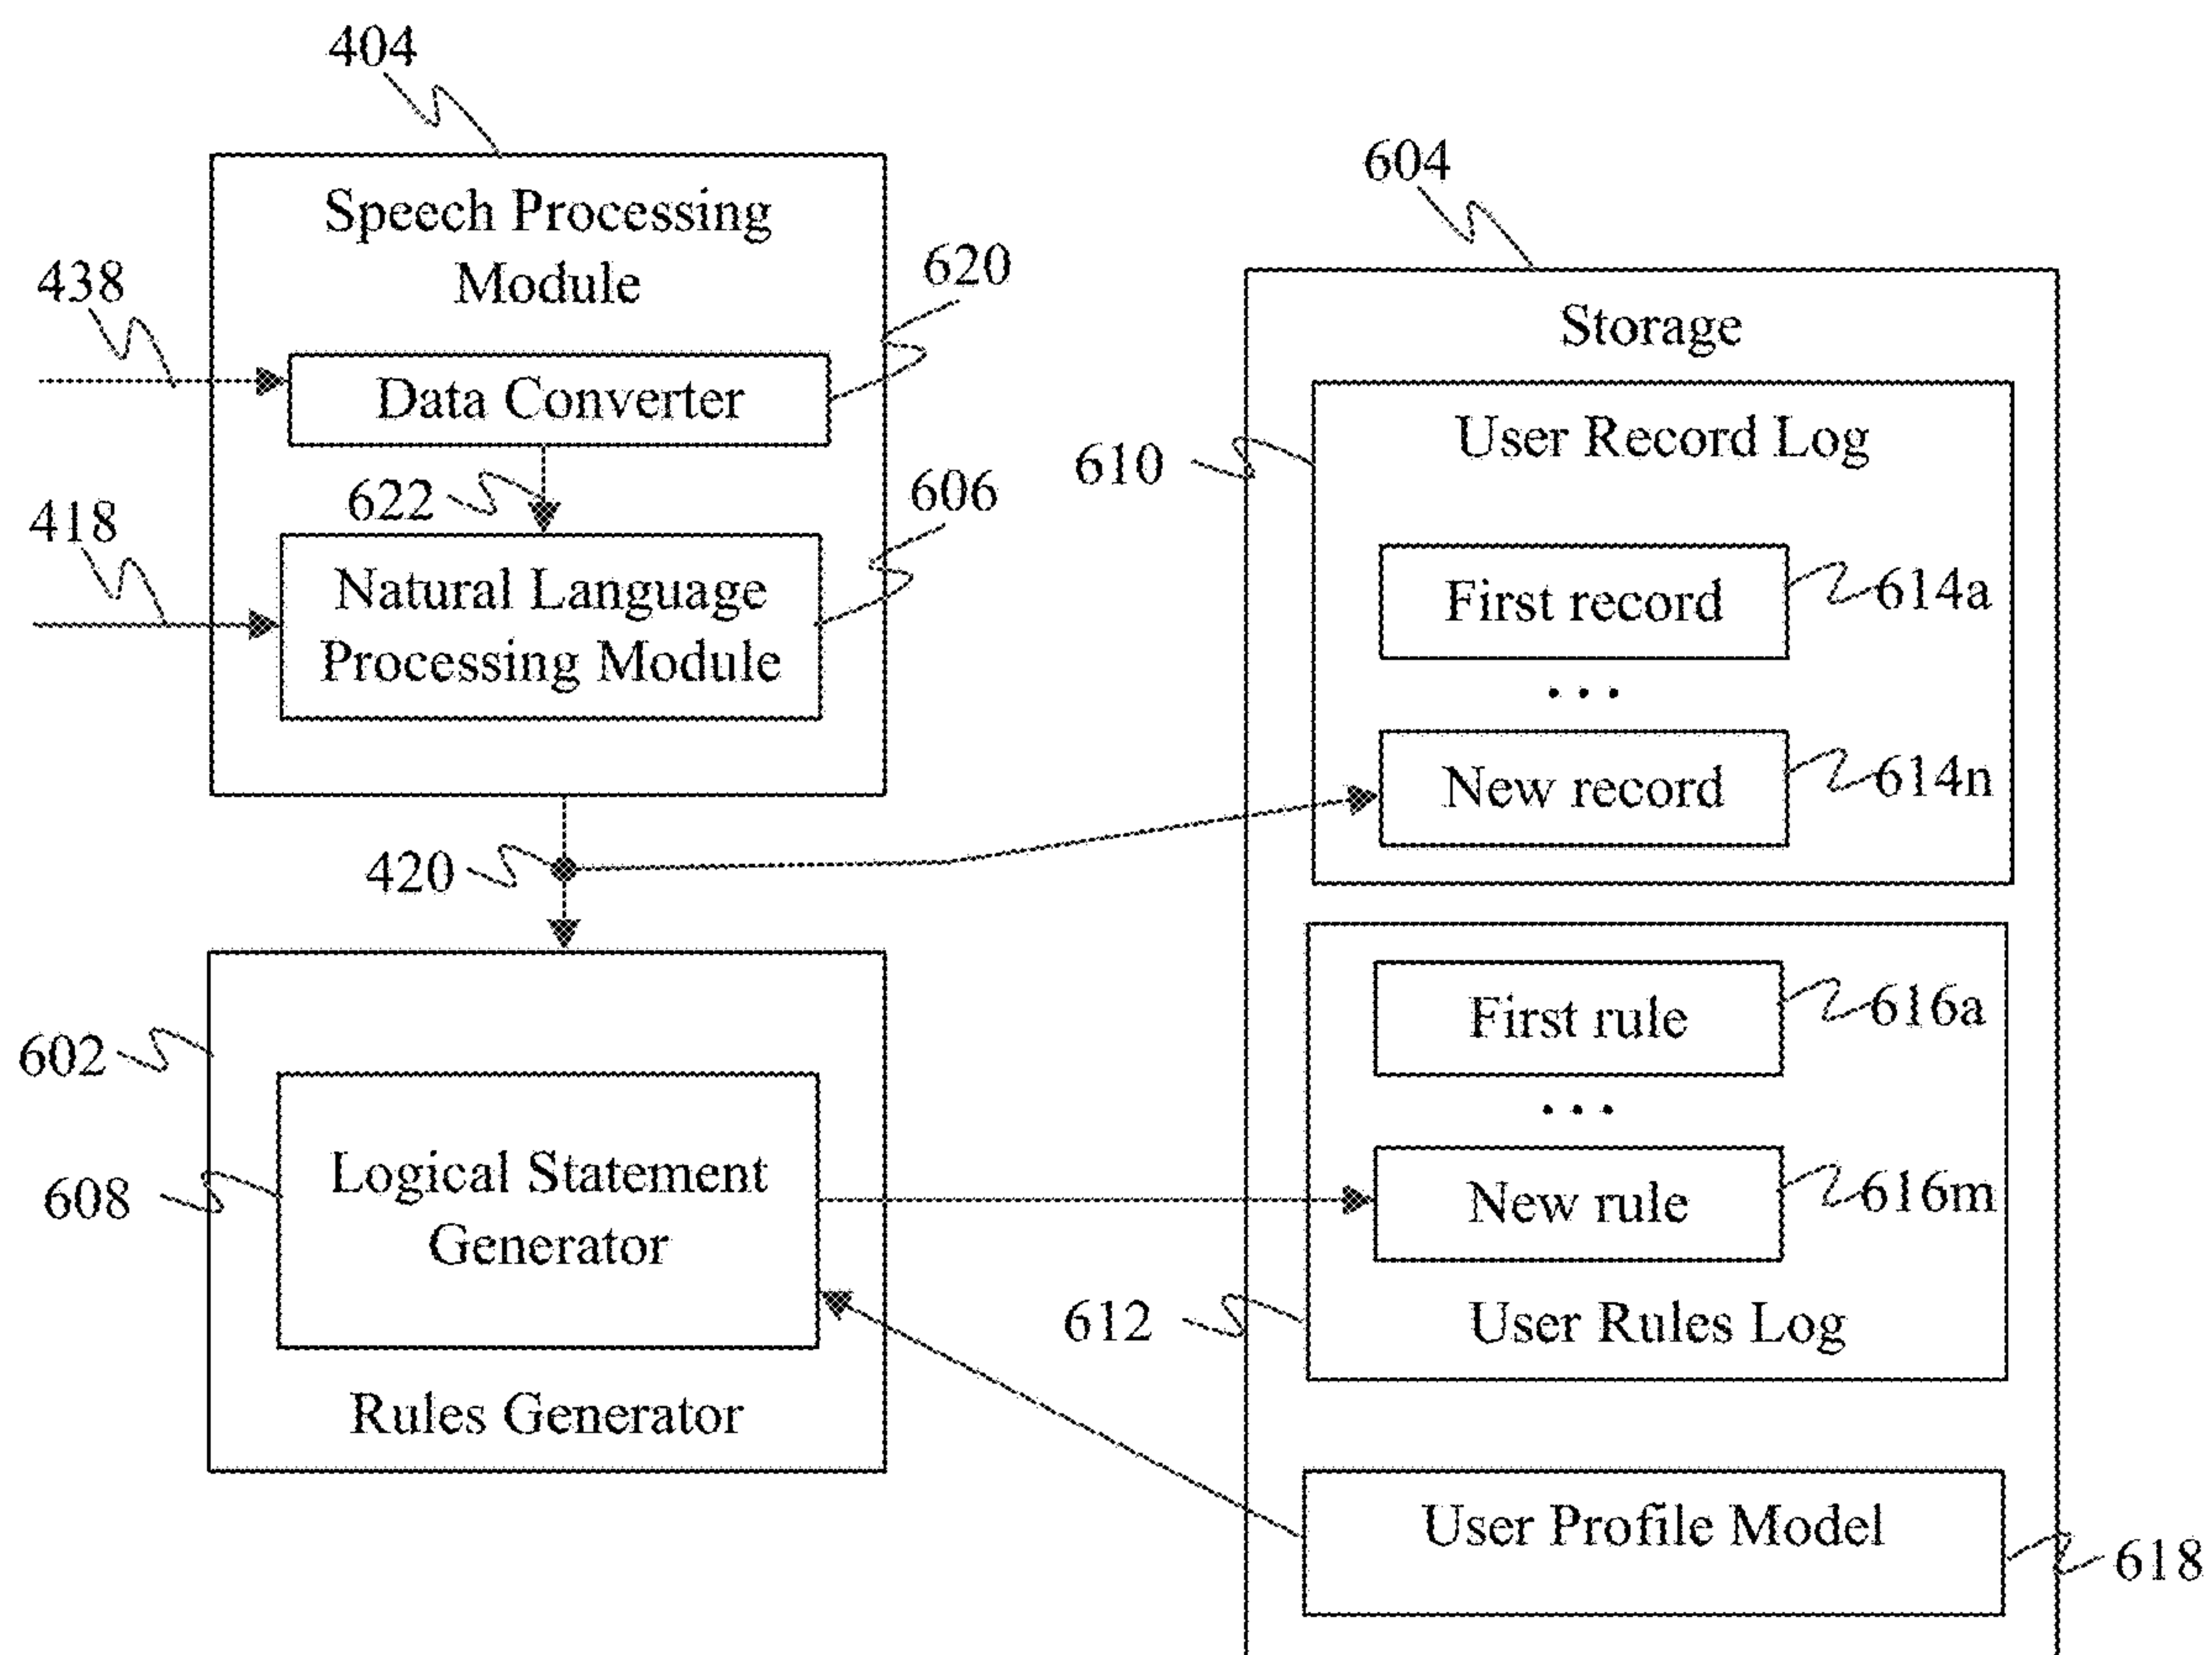 404
Speech Processing
Module
438
620
Data Converter
622
418
606
Natural Language
Processing Module
420
602
608
Logical Statement
Generator
Rules Generator
604
Storage
610
User Record Log
First record
614a
...
New record
614n
First rule
616a
...
New rule
616m
612
User Rules Log
User Profile Model
618